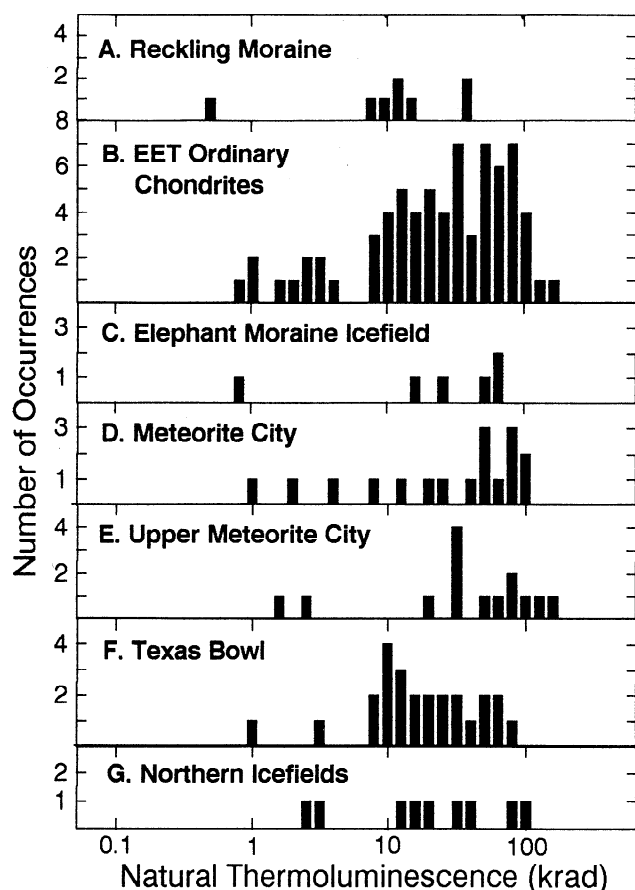 4
A. Reckling Moraine
2
8
B. EET Ordinary
Chondrites
6
4
2
3
C. Elephant Moraine Icefield
1
3
D. Meteorite City
1
4
E. Upper Meteorite City
2
4
F. Texas Bowl
2
2
G. Northern Icefields
1
Number of Occurrences
0.1 1 10 100
Natural Thermoluminescence (krad)